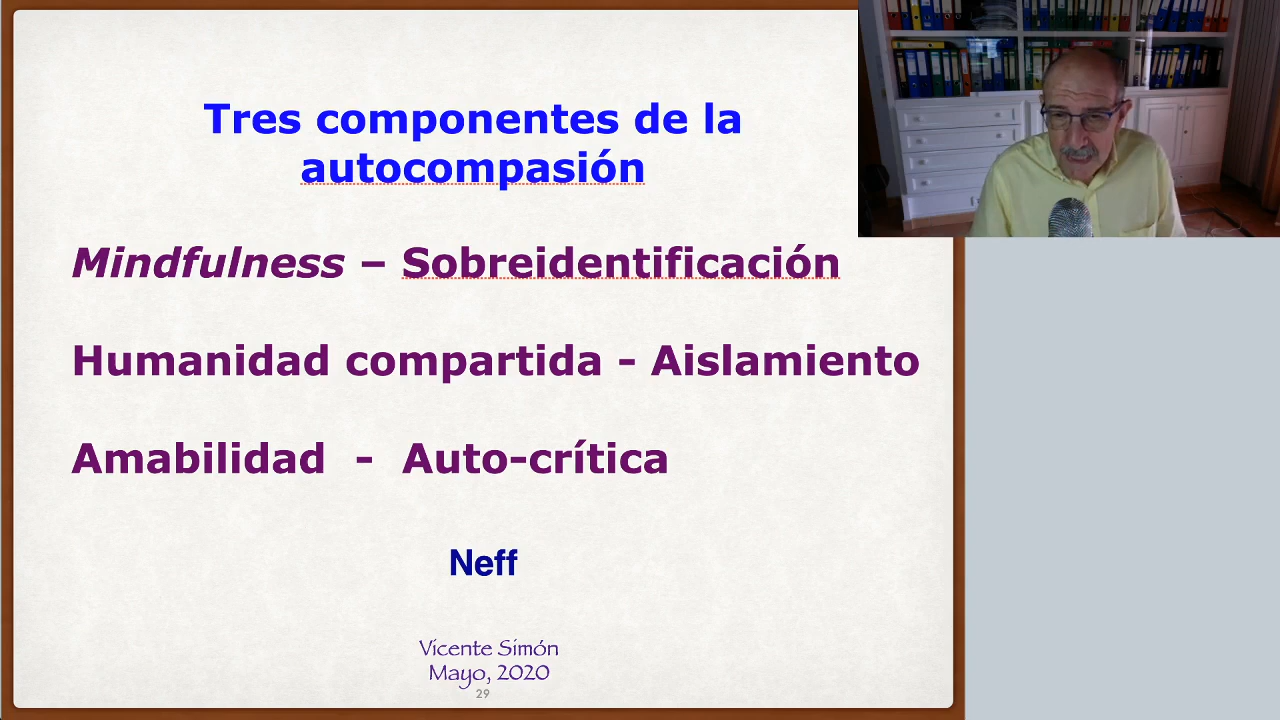 Tres componentes de la
autocompasión
Mindfulness – Sobreidentificación
Humanidad compartida - Aislamiento
Amabilidad - Auto-crítica
Neff
Vicente Simón
Mayo, 2020
29